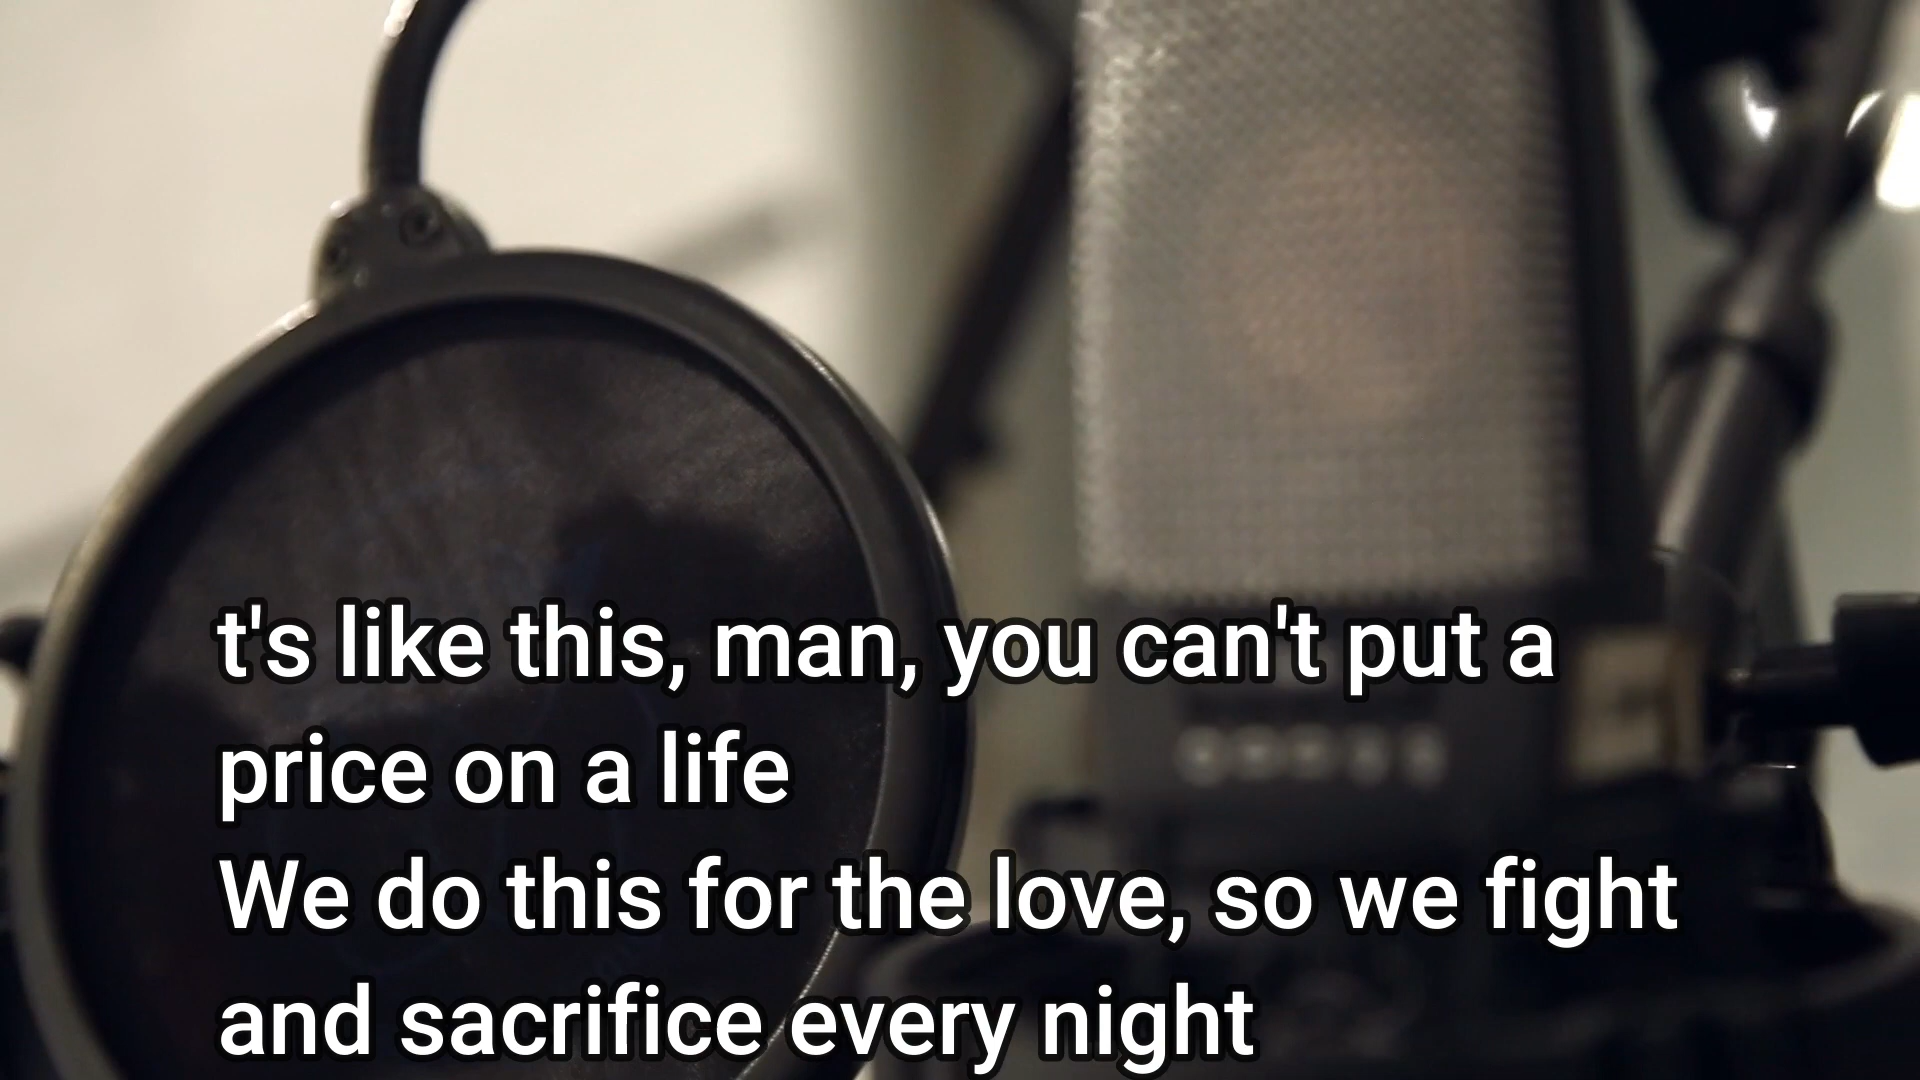 t's like this, man, you can't put a
price on a life
We do this for the love, so we fight
and sacrifice every night